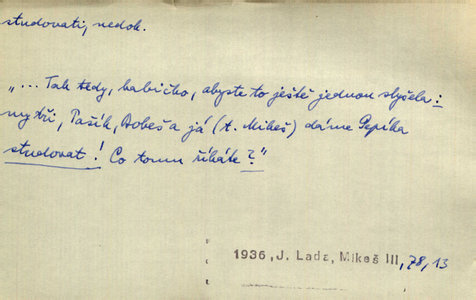 studovati, nedok.
"... Tak tedy, babičko, abyste to ještě jednou slyšela:
my tři, Pašík, Bobeš a já (t. Mikeš) dáme Pepíka
studovat! Co tomu říkáte?"
1936, J. Lada, Mikeš III, 78, 13